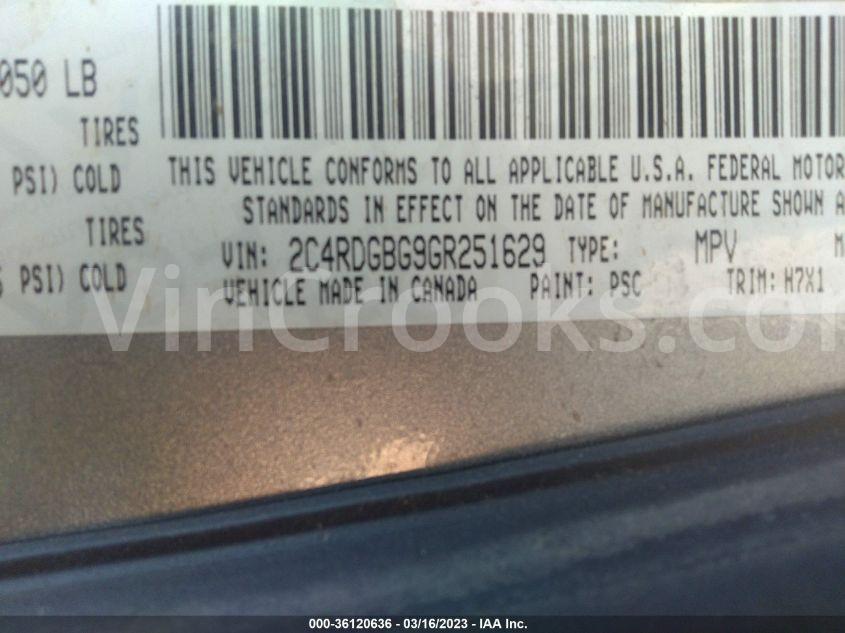 050 LB
TIRES
PSI) COLD
TIRES
PSI) COLD
THIS VEHICLE CONFORMS TO ALL APPLICABLE U.S.A. FEDERAL MOTOR
STANDARDS IN EFFECT ON THE DATE OF MANUFACTURE SHOWN A
VIN: 2C4RDGBG9GR251629 TYPE: MPV M
VEHICLE MADE IN CANADA PAINT: PSC TRIM: H7X1
VinCrooks.com
000-36120636 - 03/16/2023 - IAA Inc.